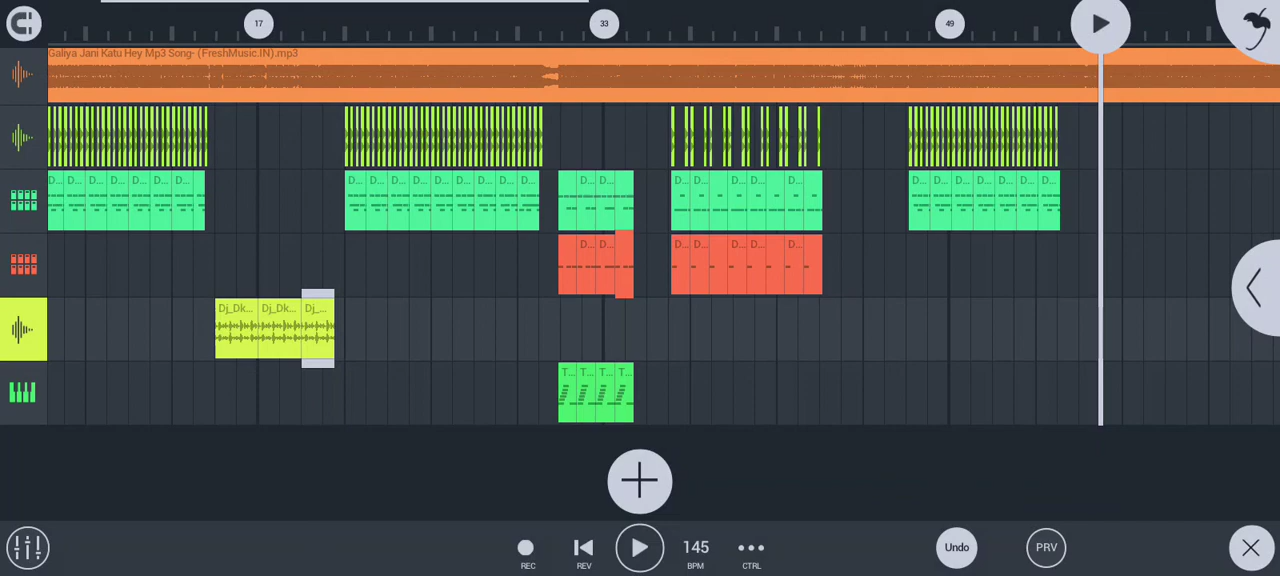 17
33
49
Galiya Jani Katu Hey Mp3 Song- (FreshMusic.IN).mp3
D... D... D... D... D... D... D...
D... D... D... D... D... D... D... D... D...
D... D...
D... D... D... D... D...
D... D... D... D... D... D... D...
D... D...
D... D... D... D... D...
Dj_Dk... Dj_Dk... Dj_...
T... T... T... T...
REC
REV
145
BPM
CTRL
Undo
PRV